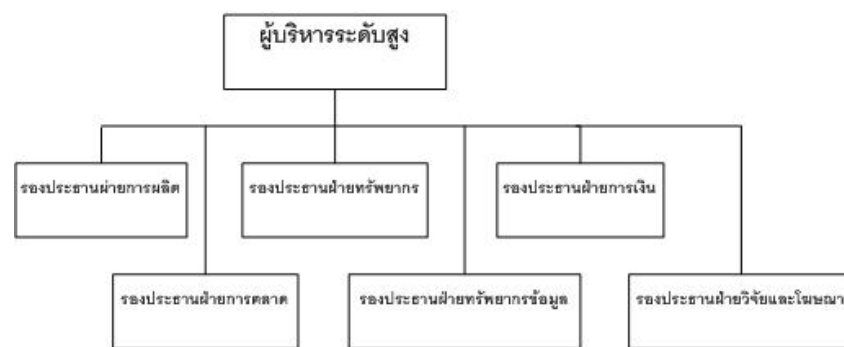 ผู้บริหารระดับสูง
รองประธานผ่ายการผลิต
รองประธานฝ่ายทรัพยากร
รองประธานฝ่ายการเงิน
รองประธานฝ่ายการตลาด
รองประธานฝ่ายทรัพยากรข้อมูล
รองประธานฝ่ายวิจัยและโฆษณา